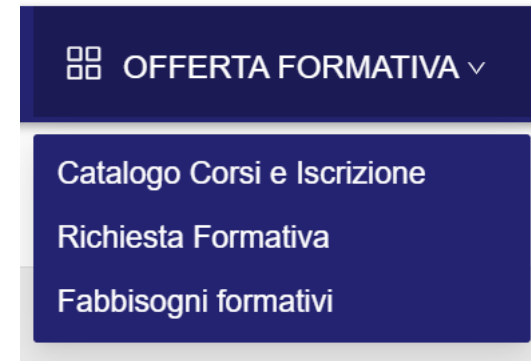 OFFERTA FORMATIVA
Catalogo Corsi e Iscrizione
Richiesta Formativa
Fabbisogni formativi